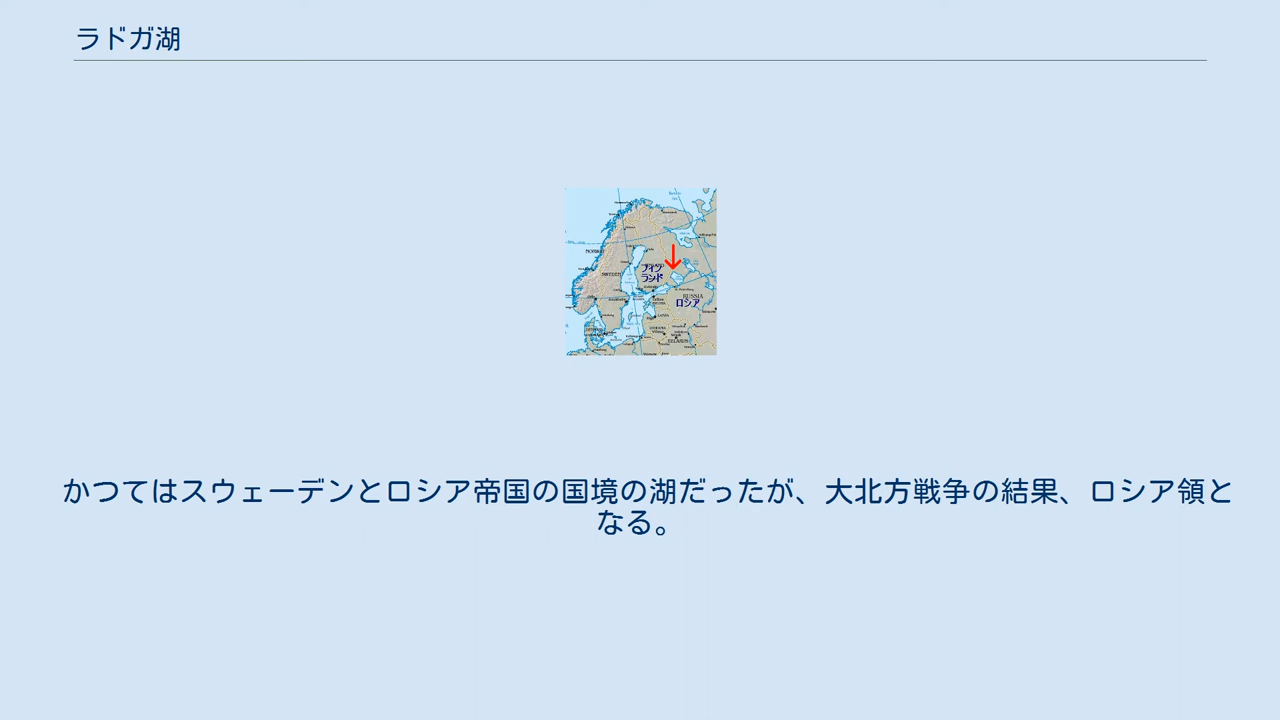 ラドガ湖
フィン
ランド
RUSSIA
ロシア
かつてはスウェーデンとロシア帝国の国境の湖だったが、大北方戦争の結果、ロシア領と
なる。